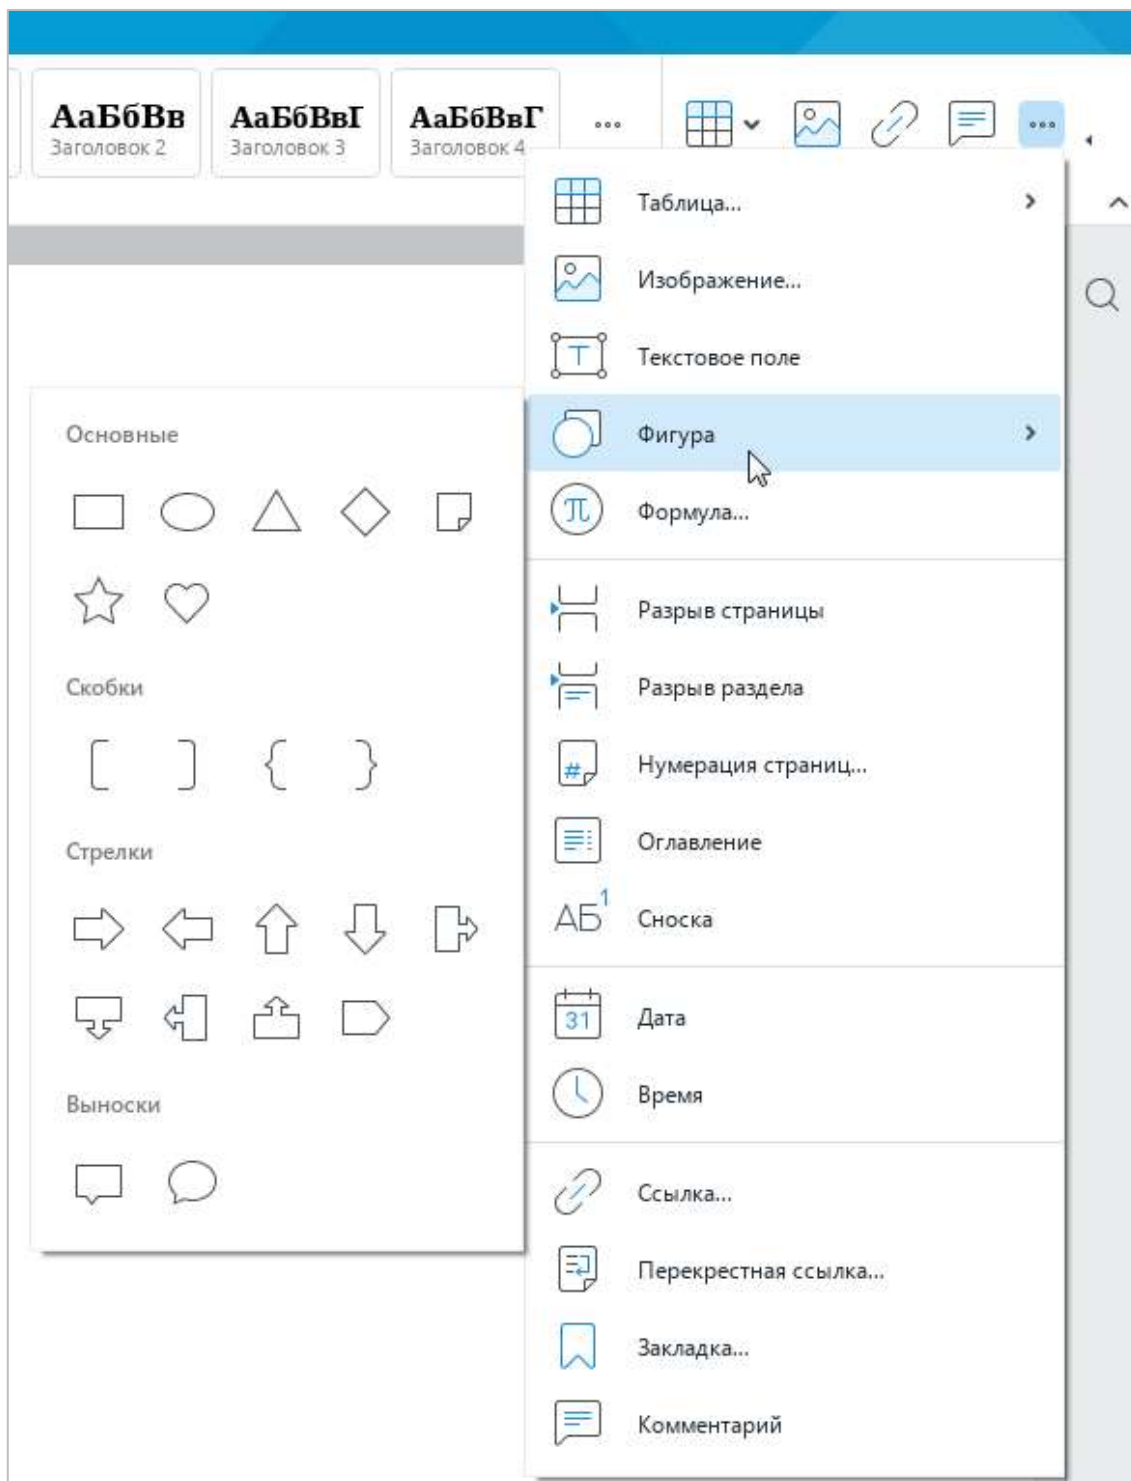 АаБбВв
Заголовок 2
АаБбВвГ
Заголовок 3
АаБбВвГ
Заголовок 4
Таблица...
Изображение...
Т
Текстовое поле
Фигура
π
Формула...
Разрыв страницы
Разрыв раздела
#
Нумерация страниц...
Оглавление
АБ1
Сноска
31
Дата
Время
Ссылка...
Перекрестная ссылка...
Закладка...
Комментарий
Основные
Скобки
[ ] { }
Стрелки
Выноски